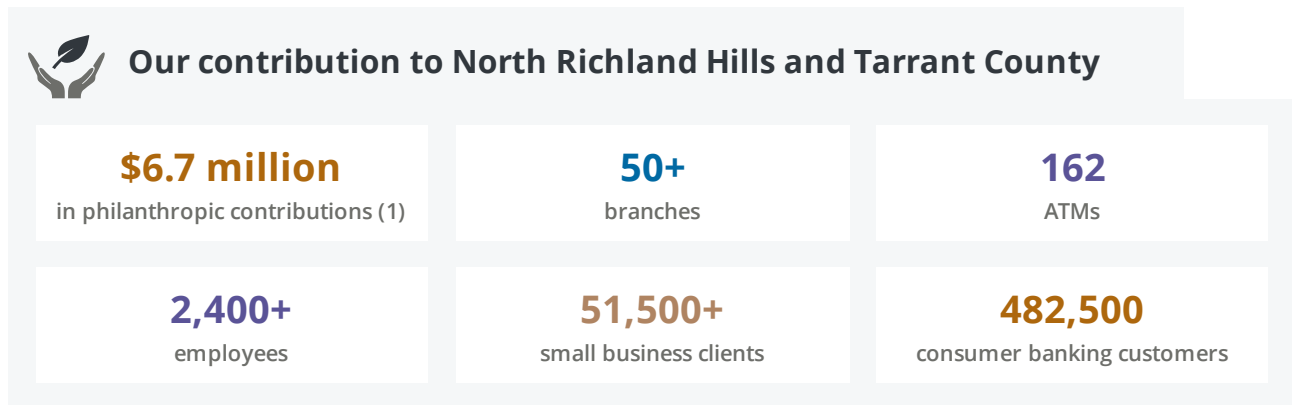 Our contribution to North Richland Hills and Tarrant County
$6.7 million
in philanthropic contributions (1)
50+
branches
162
ATMs
2,400+
employees
51,500+
small business clients
482,500
consumer banking customers